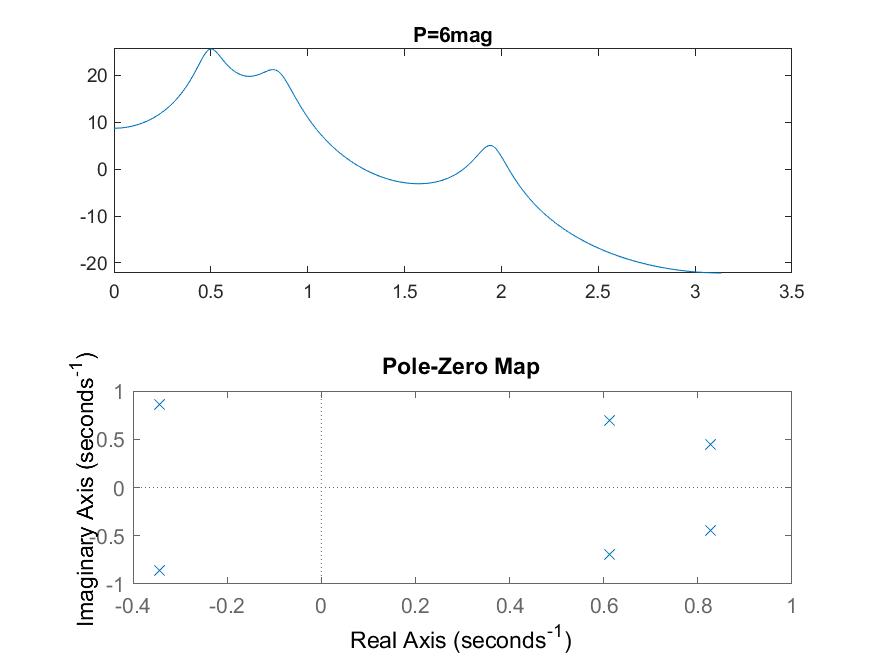 P=6mag
20
10
0
-10
-20
0 0.5 1 1.5 2 2.5 3 3.5
Pole-Zero Map
Imaginary Axis (seconds-1)
1
0.5
0
-0.5
-1
-0.4 -0.2 0 0.2 0.4 0.6 0.8 1
Real Axis (seconds-1)